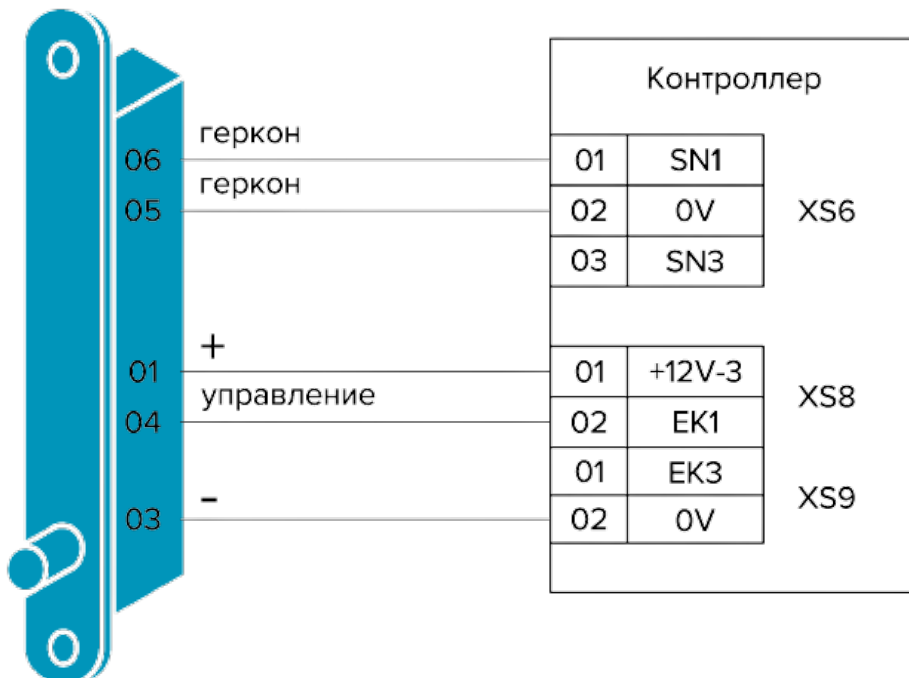 Контроллер
геркон
06 01 SN1
геркон
05 02 0V XS6
03 SN3
+
01 01 +12V-3
управление XS8
04 02 EK1
01 EK3
- XS9
03 02 0V